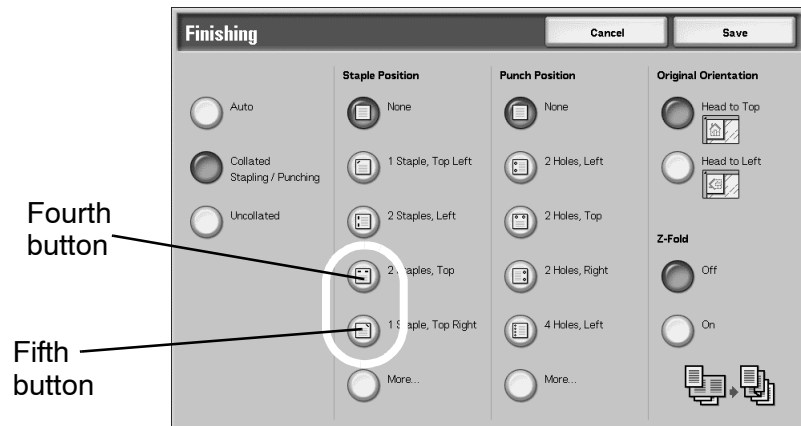 Finishing
Cancel
Save
Staple Position
Punch Position
Original Orientation
Auto
Collated
Stapling / Punching
Uncollated
None
1 Staple, Top Left
2 Staples, Left
2 Staples, Top
1 Staple, Top Right
More...
None
2 Holes, Left
2 Holes, Top
2 Holes, Right
4 Holes, Left
More...
Head to Top
Head to Left
Z-Fold
Off
On
Fourth
button
Fifth
button